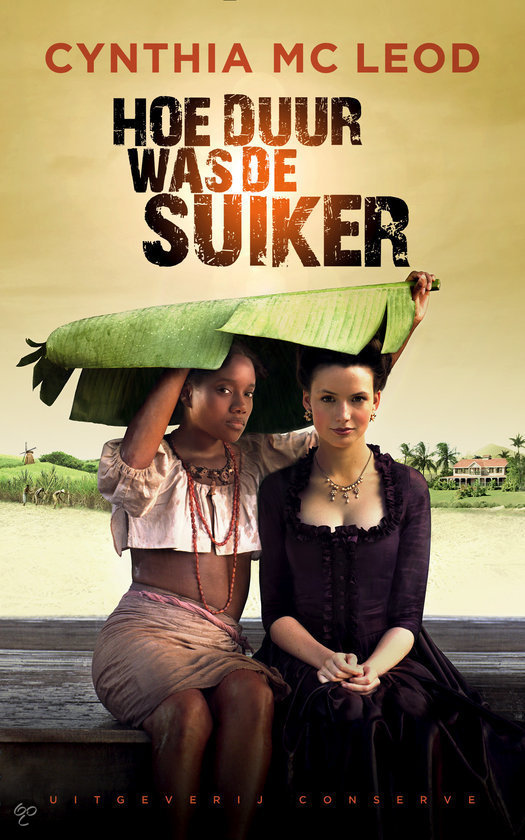 CYNTHIA MC LEOD
HOE DUUR
WAS DE
SUIKER
UITGEVERIJ CONSERVE